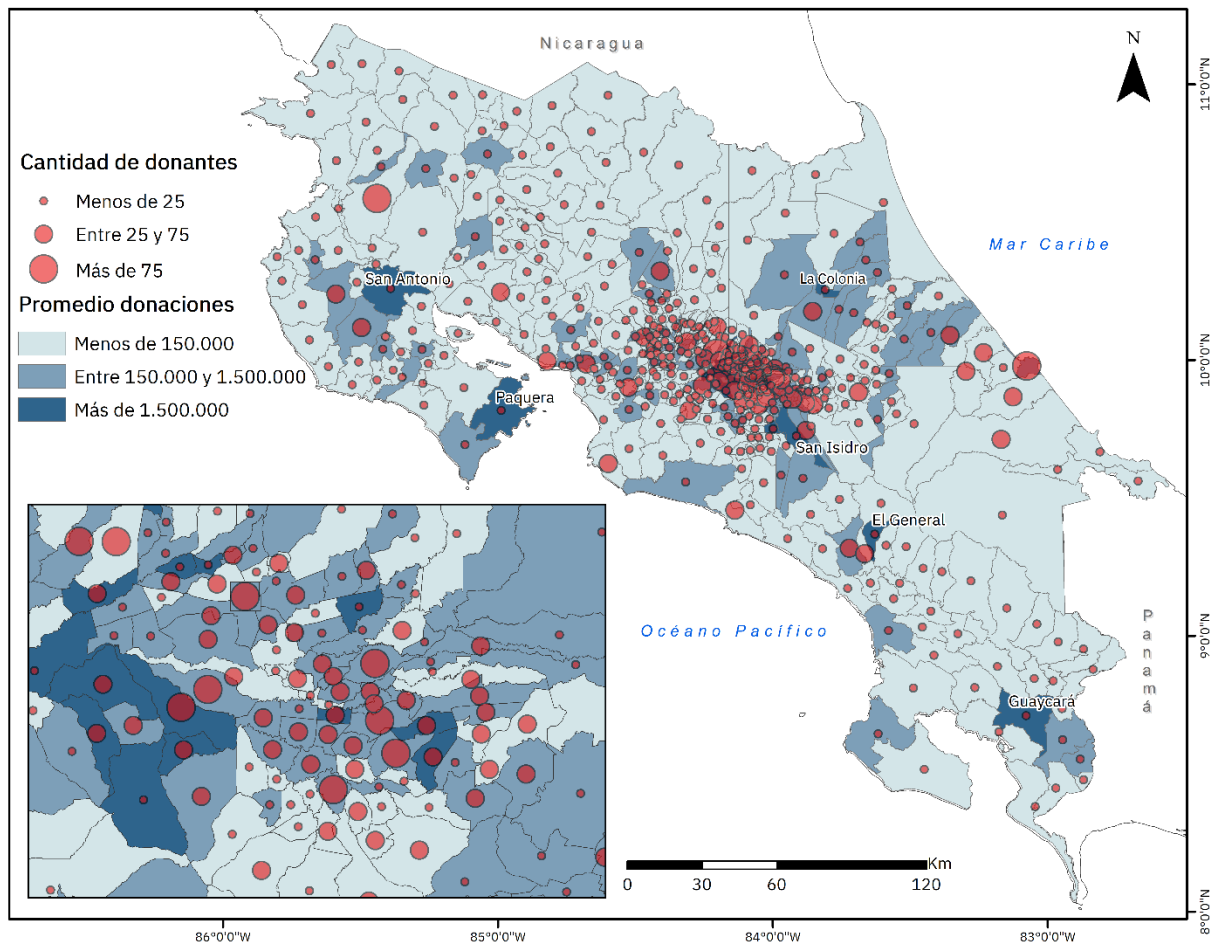 Nicaragua
N
11°0'0"N
Cantidad de donantes
Menos de 25
Entre 25 y 75
Más de 75
Mar Caribe
San Antonio
La Colonia
Promedio donaciones
Menos de 150.000
Entre 150.000 y 1.500.000
Más de 1.500.000
10°0'0"N
Paquera
San Isidro
El General
Océano Pacífico
Panamá
9°0'0"N
Guaycará
Km
0 30 60 120
8°0'0"N
86°0'0"W 85°0'0"W 84°0'0"W 83°0'0"W